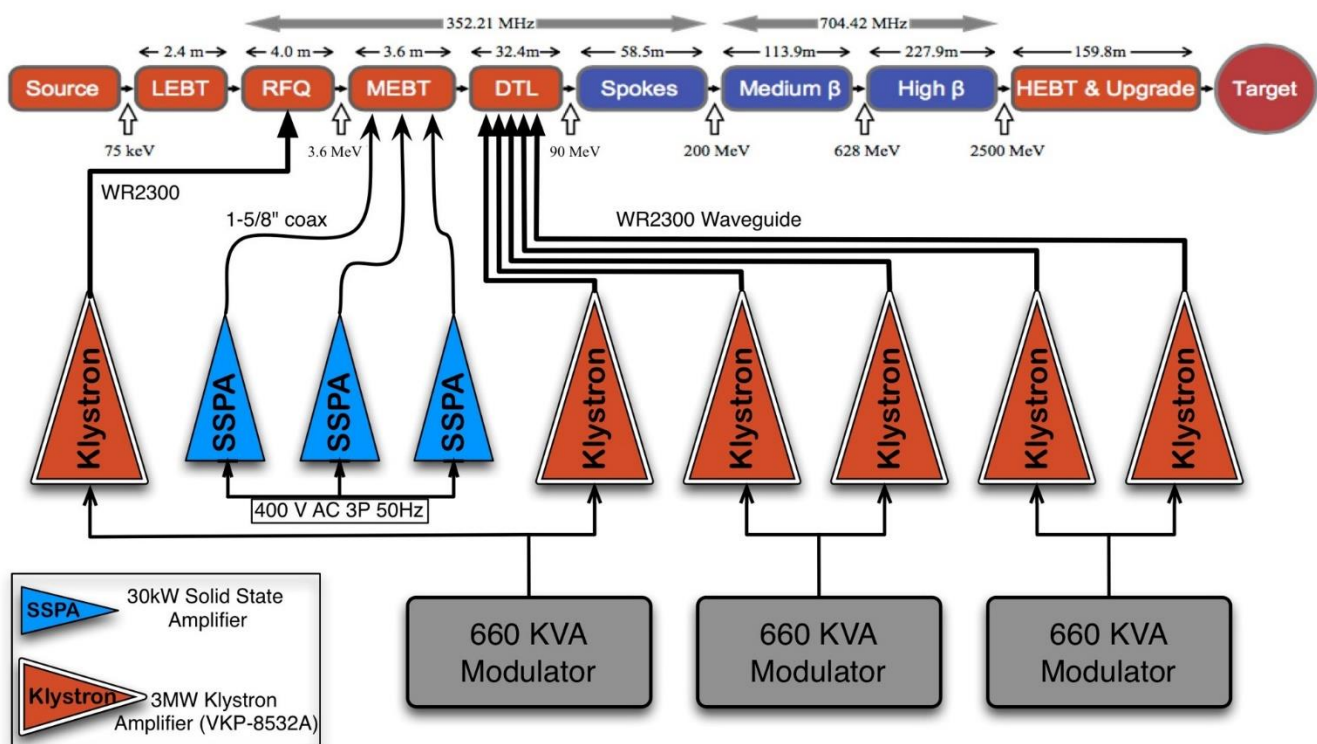 352.21 MHz
704.42 MHz
2.4 m
4.0 m
3.6 m
32.4m
58.5m
113.9m
227.9m
159.8m
Source
LEBT
RFQ
MEBT
DTL
Spokes
Medium β
High β
HEBT & Upgrade
Target
75 keV
3.6 MeV
90 MeV
200 MeV
628 MeV
2500 MeV
WR2300
1-5/8" coax
WR2300 Waveguide
Klystron
SSPA
SSPA
SSPA
Klystron
Klystron
Klystron
Klystron
Klystron
400 V AC 3P 50Hz
660 KVA
Modulator
660 KVA
Modulator
660 KVA
Modulator
SSPA
30kW Solid State
Amplifier
Klystron
3MW Klystron
Amplifier (VKP-8532A)